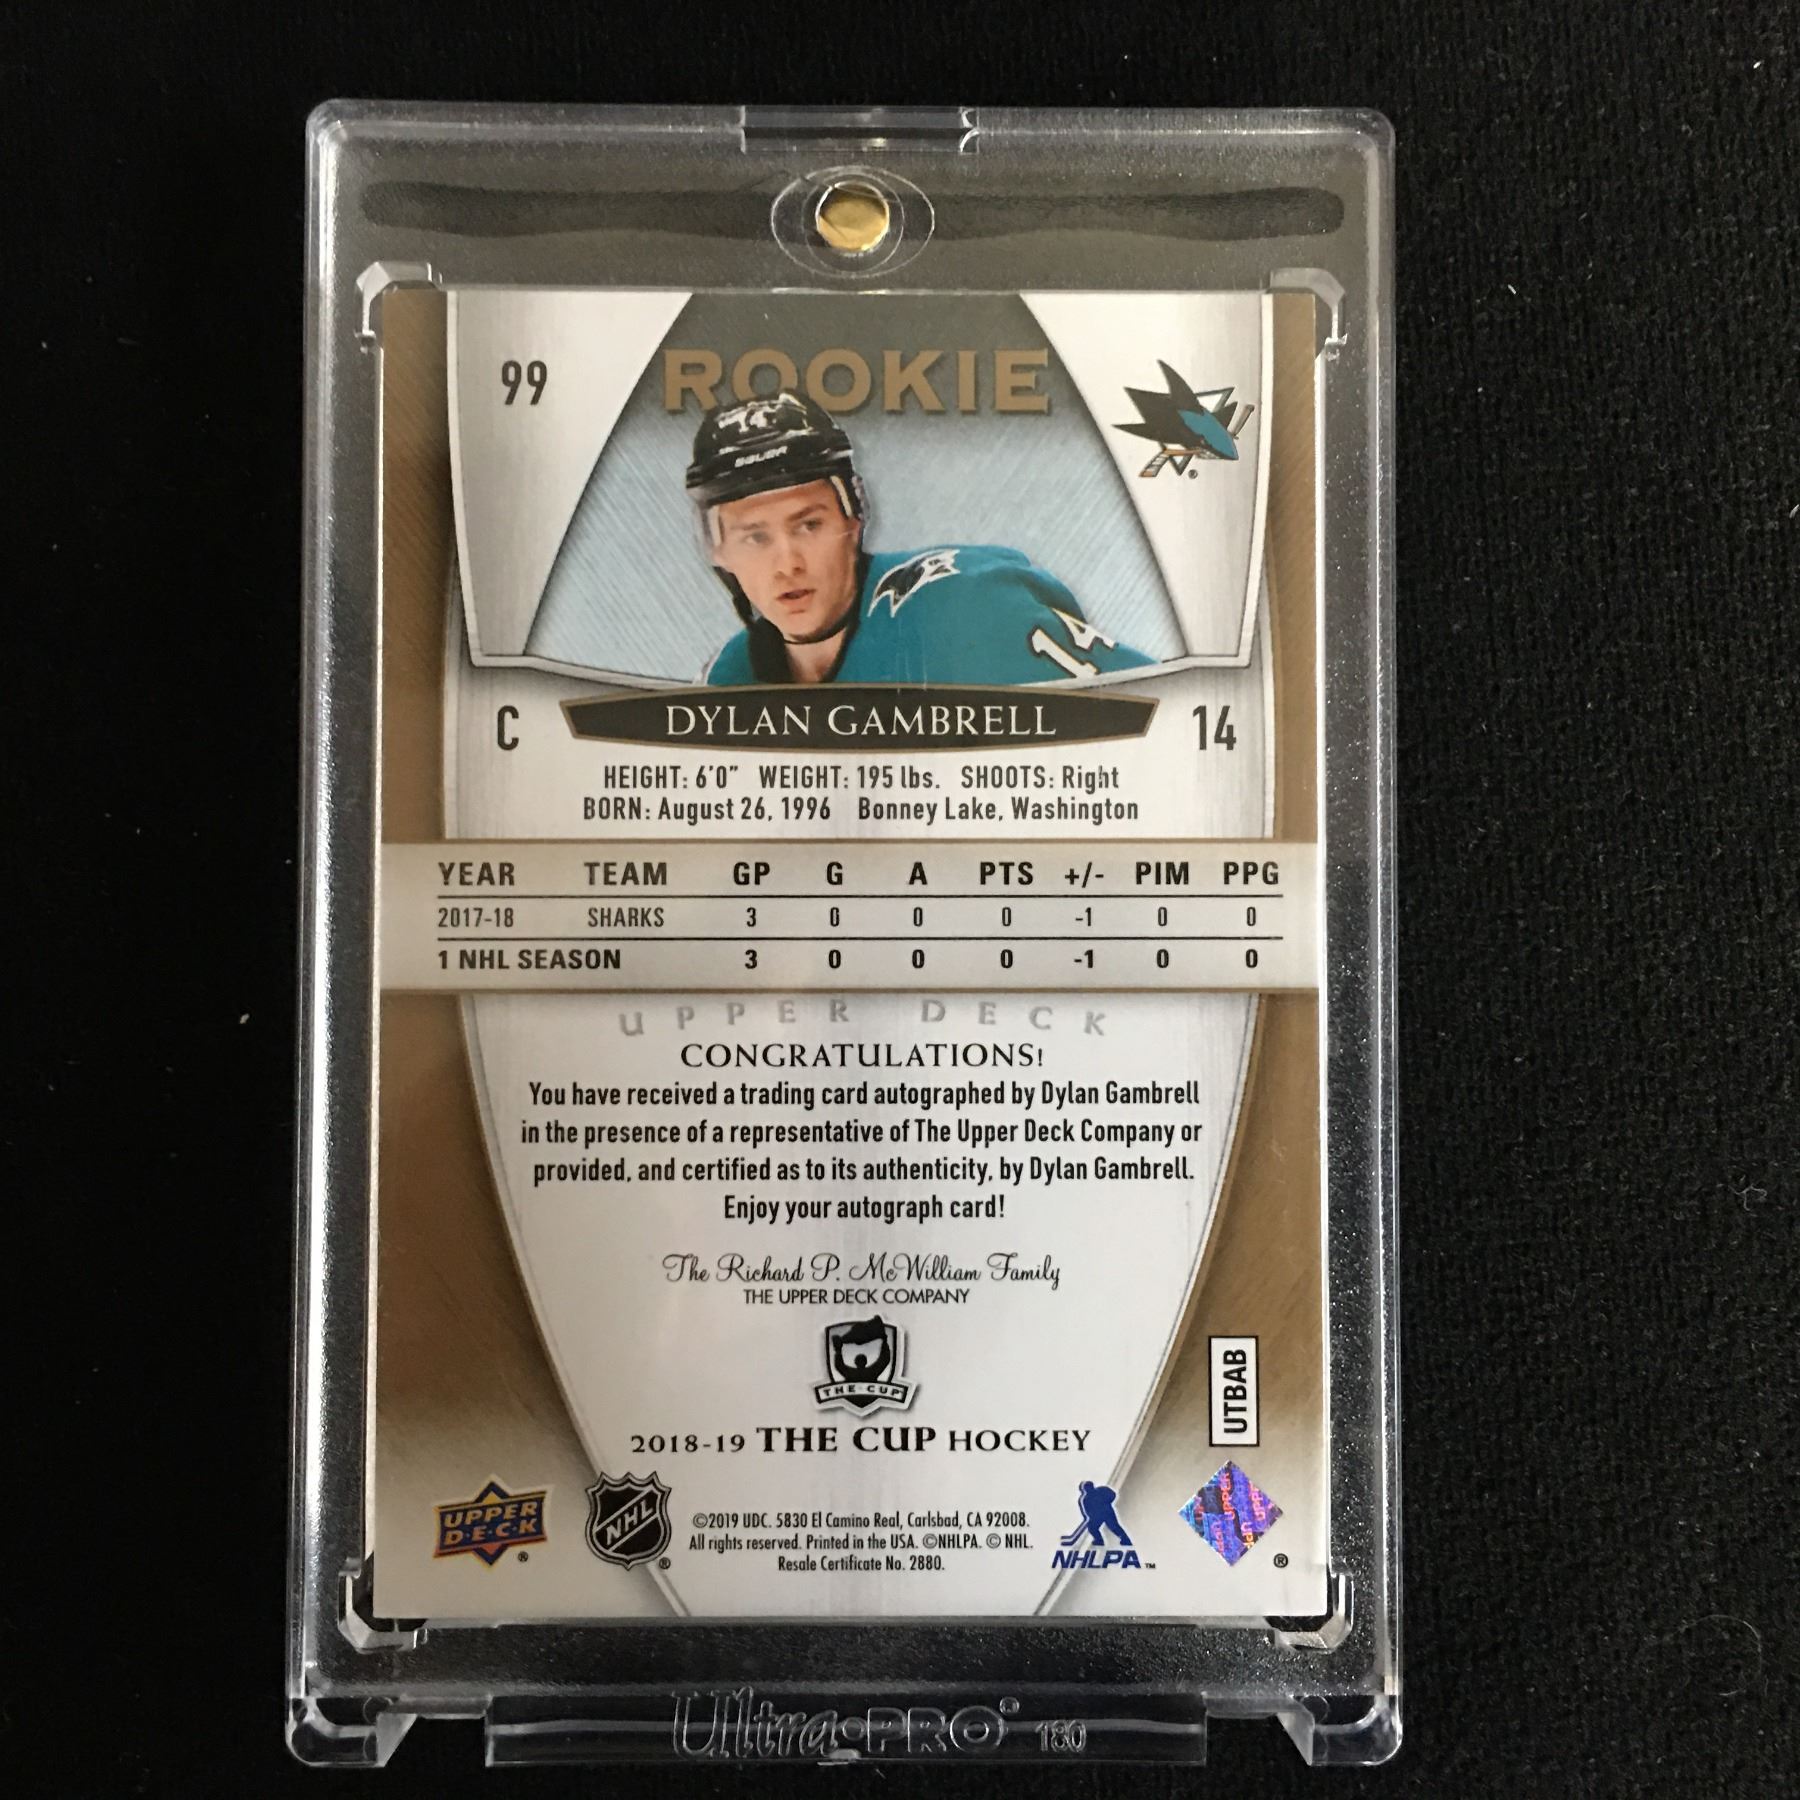 99
ROOKIE
14
BAUER
14
C
DYLAN GAMBRELL
14
HEIGHT: 6'0" WEIGHT: 195 lbs. SHOOTS: Right
BORN: August 26, 1996 Bonney Lake, Washington
YEAR TEAM GP G A PTS +/- PIM PPG
2017-18 SHARKS 3 0 0 0 -1 0 0
1 NHL SEASON 3 0 0 0 -1 0 0
UPPER DECK
CONGRATULATIONS!
You have received a trading card autographed by Dylan Gambrell
in the presence of a representative of The Upper Deck Company or
provided, and certified as to its authenticity, by Dylan Gambrell.
Enjoy your autograph card!
The Richard P. McWilliam Family
THE UPPER DECK COMPANY
THE CUP
UTBAB
2018-19 THE CUP HOCKEY
UPPER
D·E·C·K
®
NHL
®
©2019 UDC. 5830 El Camino Real, Carlsbad, CA 92008.
All rights reserved. Printed in the USA. ©NHLPA. © NHL.
Resale Certificate No. 2880.
NHLPA™
®
Ultra·PRO® 180